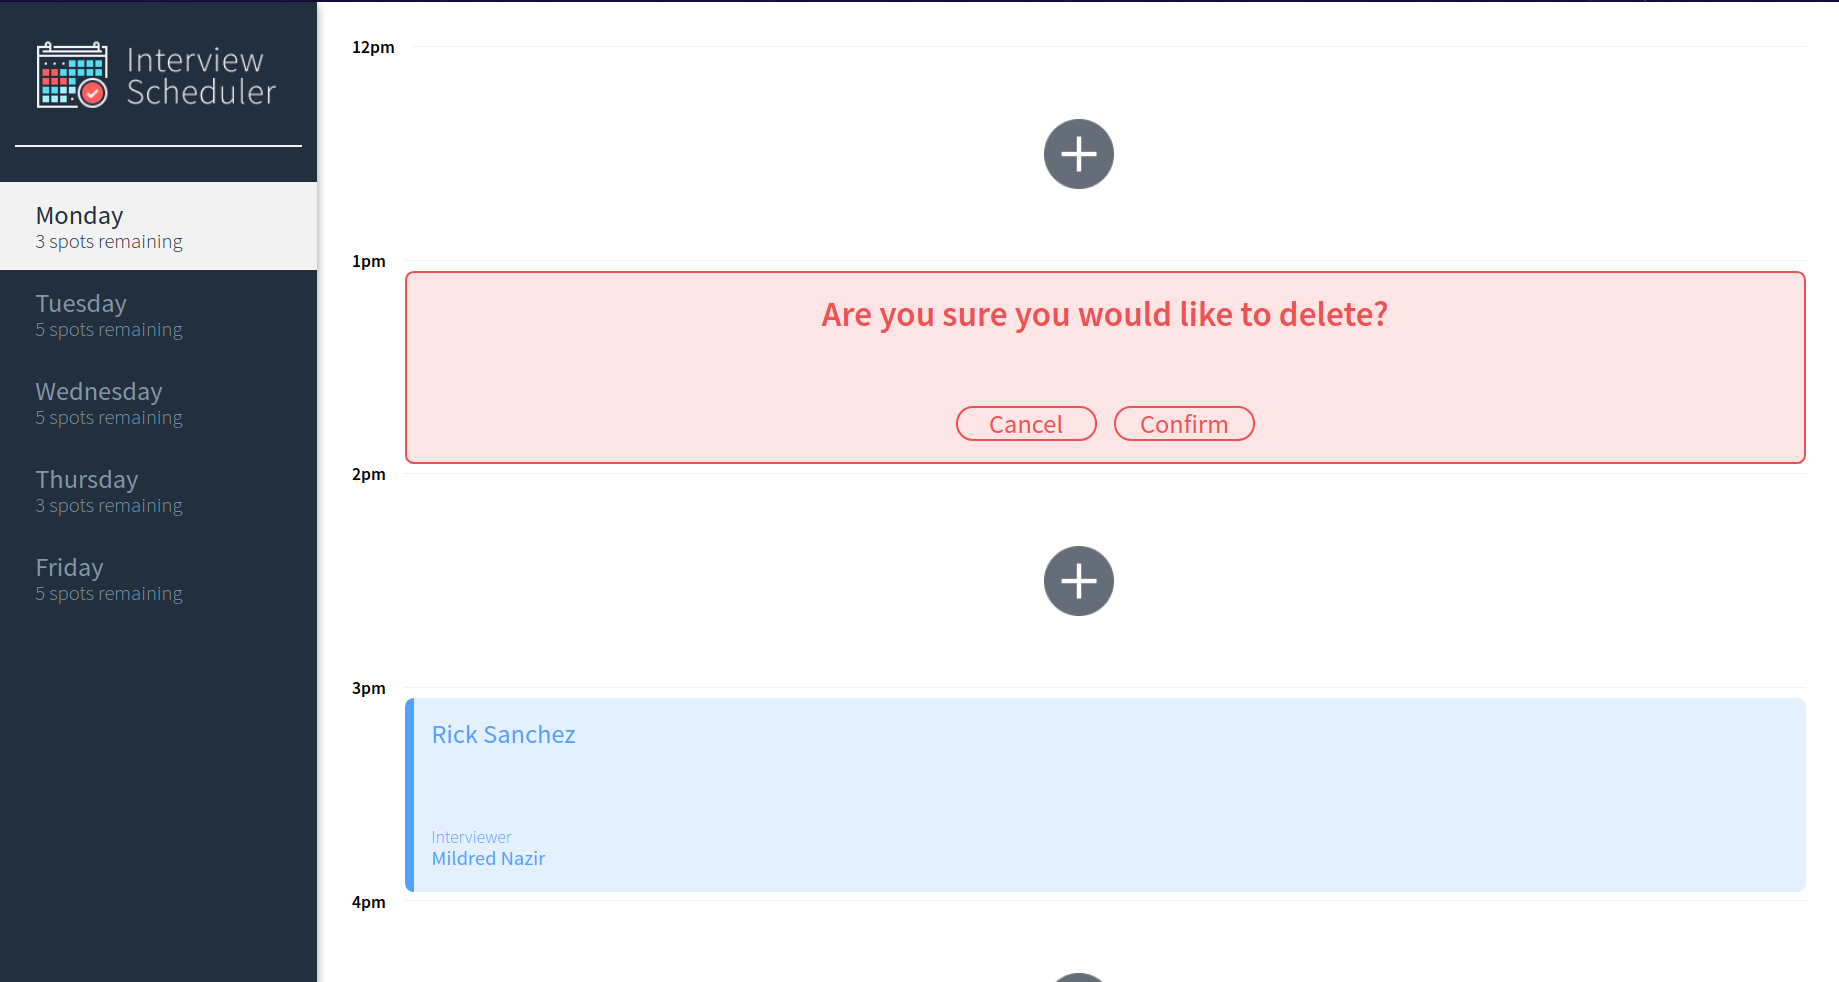 Interview
Scheduler
Monday
3 spots remaining
Tuesday
5 spots remaining
Wednesday
5 spots remaining
Thursday
3 spots remaining
Friday
5 spots remaining
12pm
1pm
Are you sure you would like to delete?
Cancel Confirm
2pm
3pm
Rick Sanchez
Interviewer
Mildred Nazir
4pm